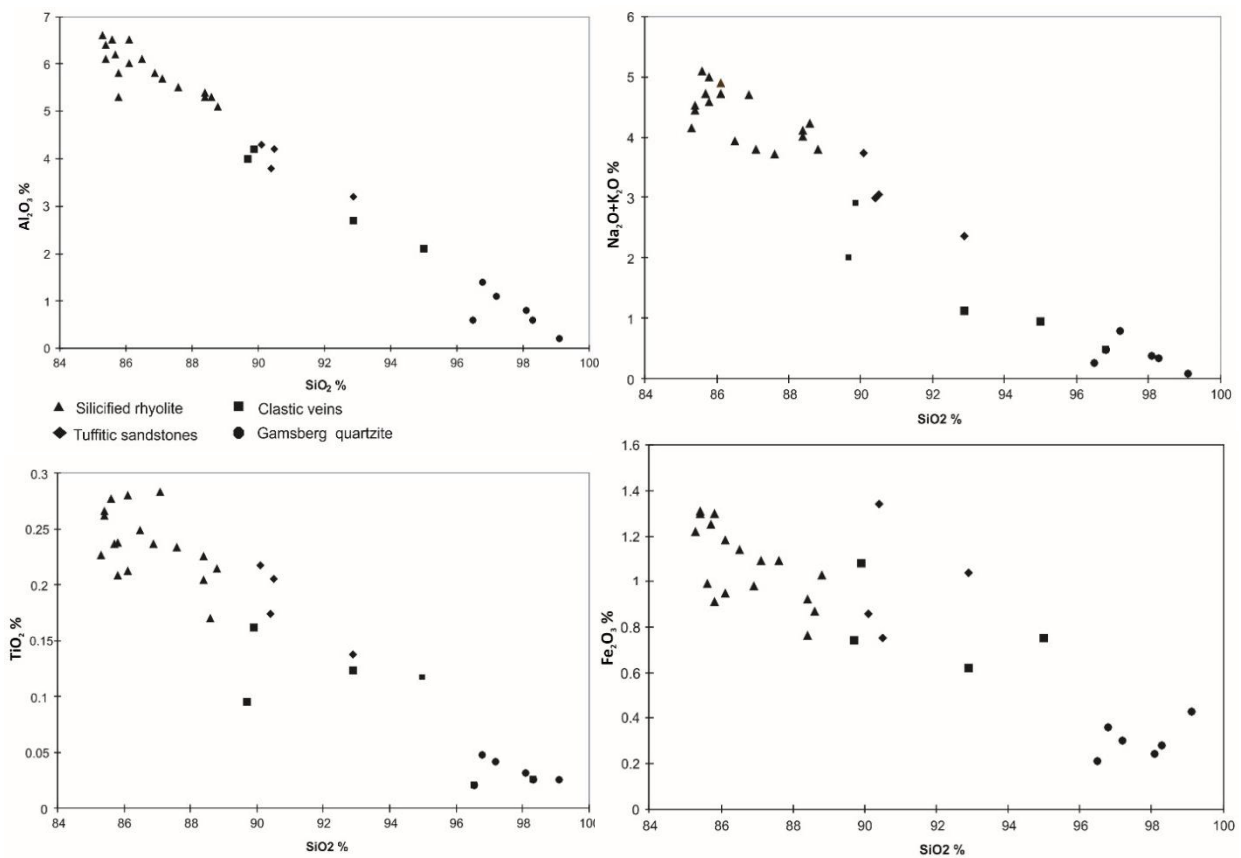 7
6
5
4
3
2
1
0
Al₂O₃ %
84 86 88 90 92 94 96 98 100
SiO₂ %
6
5
4
3
2
1
0
Na₂O+K₂O %
84 86 88 90 92 94 96 98 100
SiO2 %
Silicified rhyolite
Clastic veins
Tuffitic sandstones
Gamsberg quartzite
0.3
0.25
0.2
0.15
0.1
0.05
0
TiO₂ %
84 86 88 90 92 94 96 98 100
SiO2 %
1.6
1.4
1.2
1
0.8
0.6
0.4
0.2
0
Fe₂O₃ %
84 86 88 90 92 94 96 98 100
SiO2 %